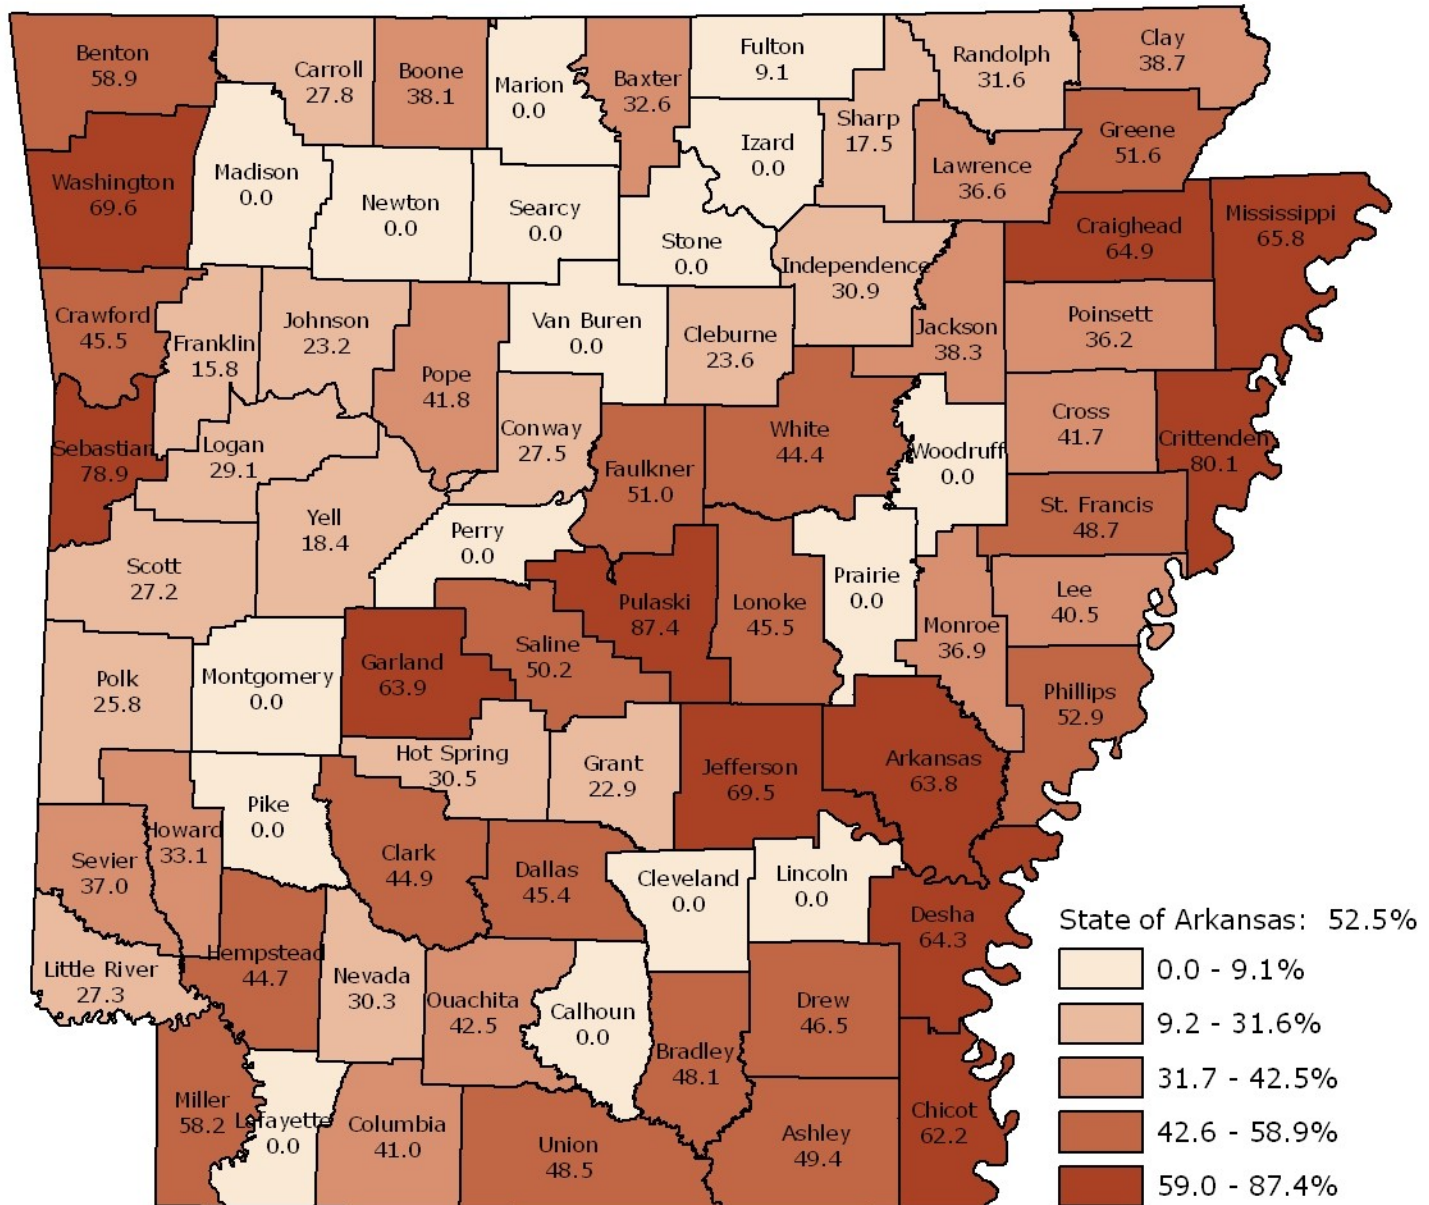 Benton
58.9
Carroll
27.8
Boone
38.1
Marion
0.0
Baxter
32.6
Fulton
9.1
Randolph
31.6
Clay
38.7
Sharp
17.5
Izard
0.0
Lawrence
36.6
Greene
51.6
Washington
69.6
Madison
0.0
Newton
0.0
Searcy
0.0
Stone
0.0
Independence
30.9
Craighead
64.9
Mississippi
65.8
Crawford
45.5
Franklin
15.8
Johnson
23.2
Pope
41.8
Van Buren
0.0
Cleburne
23.6
Jackson
38.3
Poinsett
36.2
Sebastian
78.9
Logan
29.1
Conway
27.5
Faulkner
51.0
White
44.4
Woodruff
0.0
Cross
41.7
Crittenden
80.1
St. Francis
48.7
Scott
27.2
Yell
18.4
Perry
0.0
Pulaski
87.4
Lonoke
45.5
Prairie
0.0
Monroe
36.9
Lee
40.5
Polk
25.8
Montgomery
0.0
Garland
63.9
Saline
50.2
Phillips
52.9
Hot Spring
30.5
Grant
22.9
Jefferson
69.5
Arkansas
63.8
Sevier
37.0
Howard
33.1
Pike
0.0
Clark
44.9
Dallas
45.4
Cleveland
0.0
Lincoln
0.0
Desha
64.3
Little River
27.3
Hempstead
44.7
Nevada
30.3
Ouachita
42.5
Calhoun
0.0
Bradley
48.1
Drew
46.5
Miller
58.2
Lafayette
0.0
Columbia
41.0
Union
48.5
Ashley
49.4
Chicot
62.2
State of Arkansas: 52.5%
0.0 - 9.1%
9.2 - 31.6%
31.7 - 42.5%
42.6 - 58.9%
59.0 - 87.4%